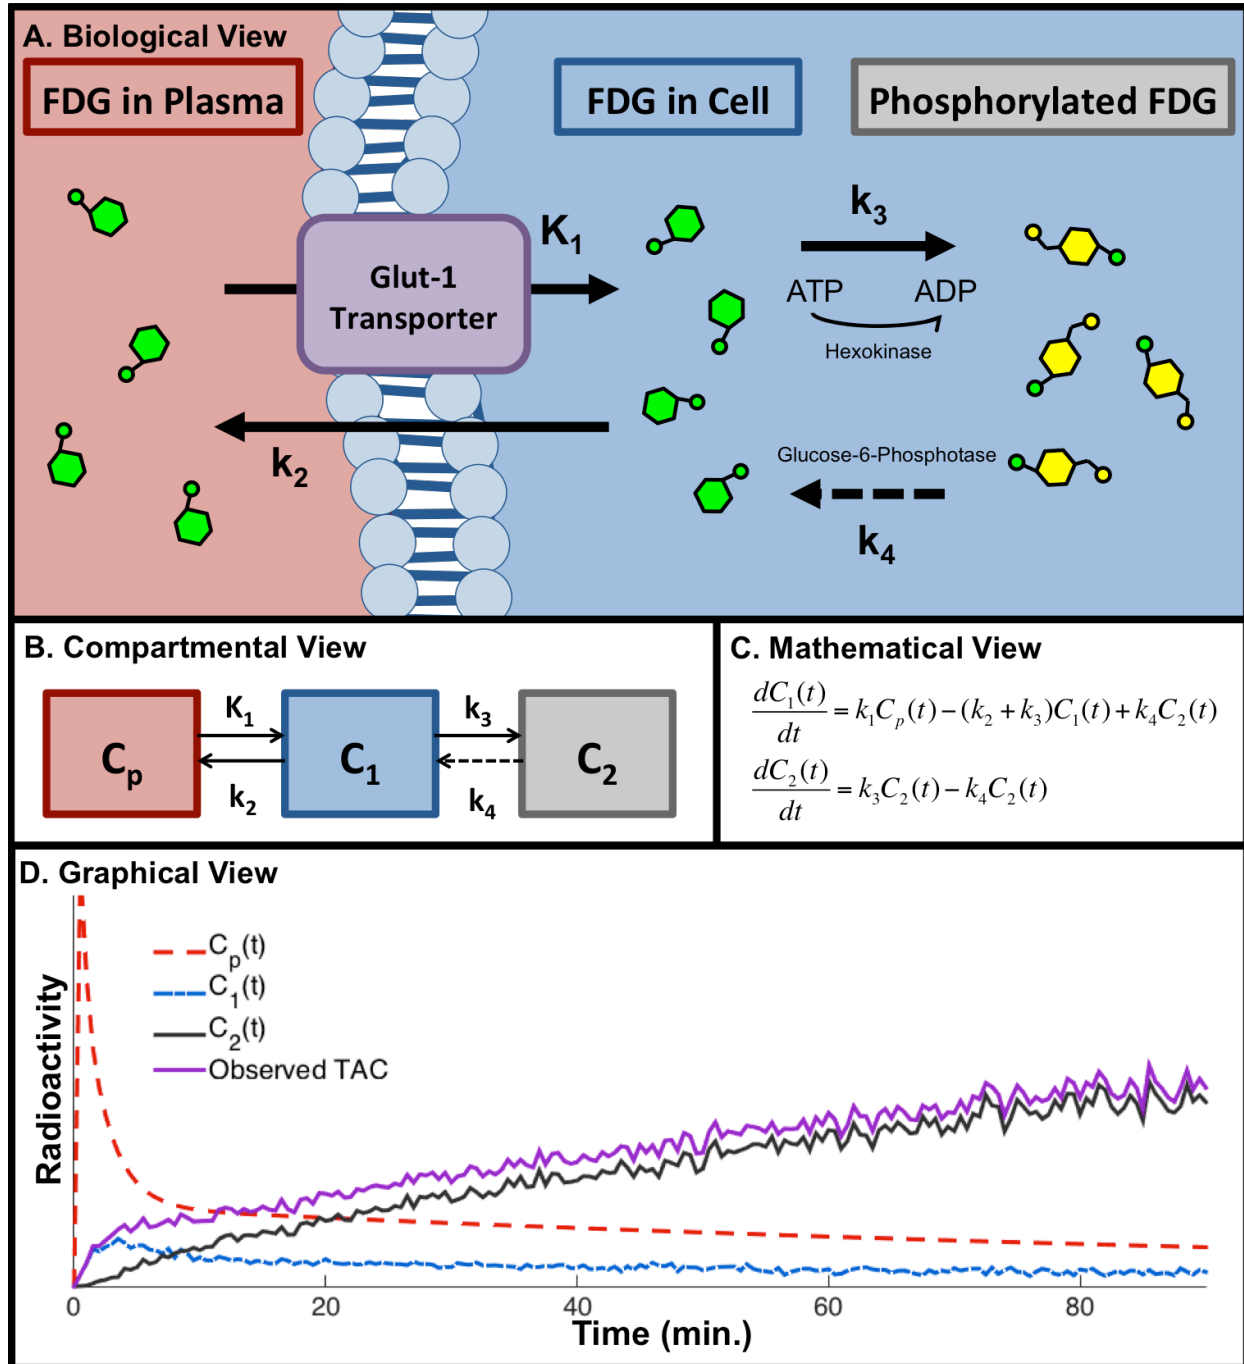 A. Biological View
FDG in Plasma
FDG in Cell
Phosphorylated FDG
Glut-1
Transporter
K₁
k₂
k₃
ATP ADP
Hexokinase
Glucose-6-Phosphotase
k₄
B. Compartmental View
Cₚ
K₁
k₂
C₁
k₃
k₄
C₂
C. Mathematical View
dC₁(t)/dt = k₁Cₚ(t) − (k₂ + k₃)C₁(t) + k₄C₂(t)
dC₂(t)/dt = k₃C₂(t) − k₄C₂(t)
D. Graphical View
Radioactivity
Cₚ(t)
C₁(t)
C₂(t)
Observed TAC
0 20 40 60 80
Time (min.)